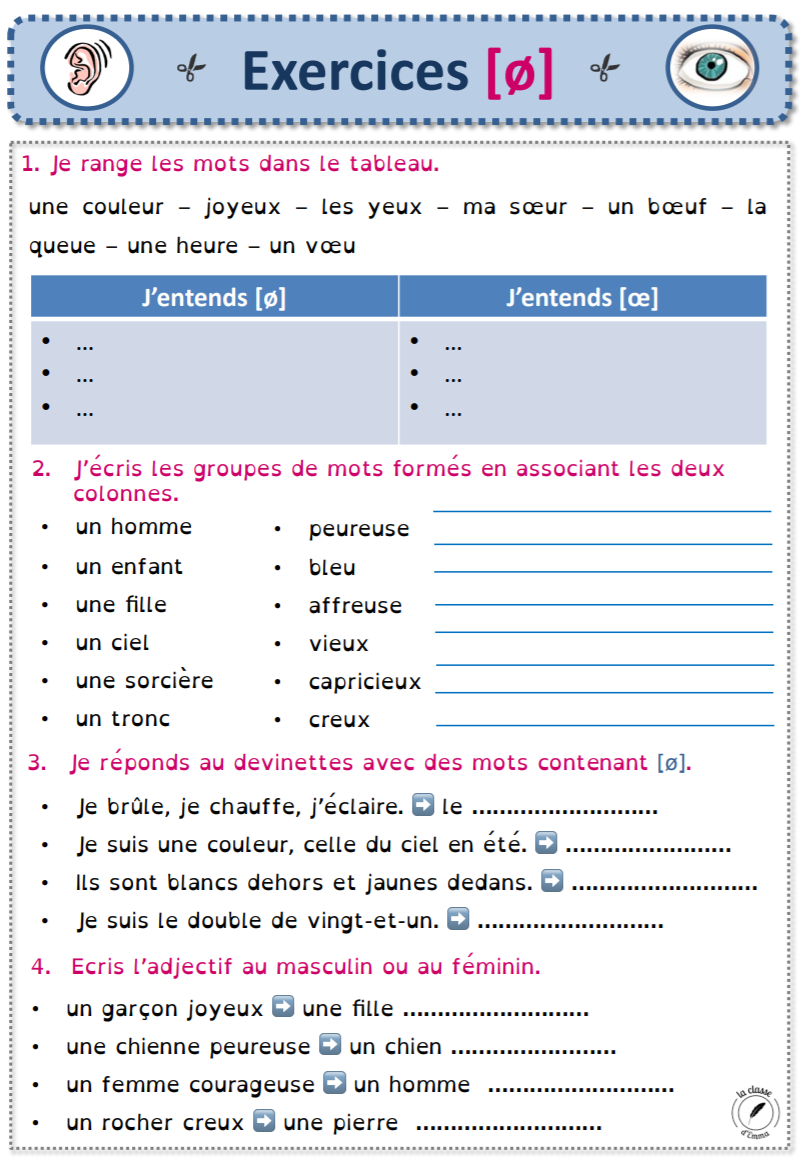 Exercices [ø]
1. Je range les mots dans le tableau.
une couleur – joyeux – les yeux – ma sœur – un bœuf – la
queue – une heure – un vœu
J'entends [ø] J'entends [œ]
• ... • ...
• ... • ...
• ... • ...
2. J'écris les groupes de mots formés en associant les deux
colonnes.
• un homme • peureuse
• un enfant • bleu
• une fille • affreuse
• un ciel • vieux
• une sorcière • capricieux
• un tronc • creux
3. Je réponds au devinettes avec des mots contenant [ø].
• Je brûle, je chauffe, j'éclaire. ➡ le ...........................
• Je suis une couleur, celle du ciel en été. ➡ ........................
• Ils sont blancs dehors et jaunes dedans. ➡ ...........................
• Je suis le double de vingt-et-un. ➡ ...........................
4. Ecris l'adjectif au masculin ou au féminin.
• un garçon joyeux ➡ une fille ...........................
• une chienne peureuse ➡ un chien ........................
• un femme courageuse ➡ un homme ...........................
• un rocher creux ➡ une pierre ...........................
la classe
d'Emma